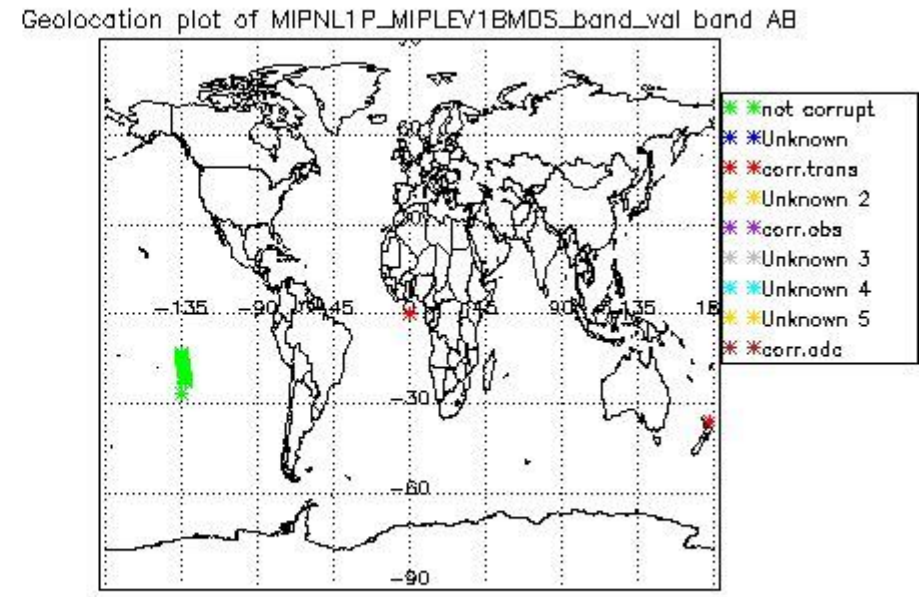 Geolocation plot of MIPNL1P_MIPLEV1BMDS_band_val band AB
not corrupt
Unknown
corr.trans
Unknown 2
corr.obs
Unknown 3
Unknown 4
Unknown 5
corr.adc
60
-135 -90 45 90 135
-30
-60
-90